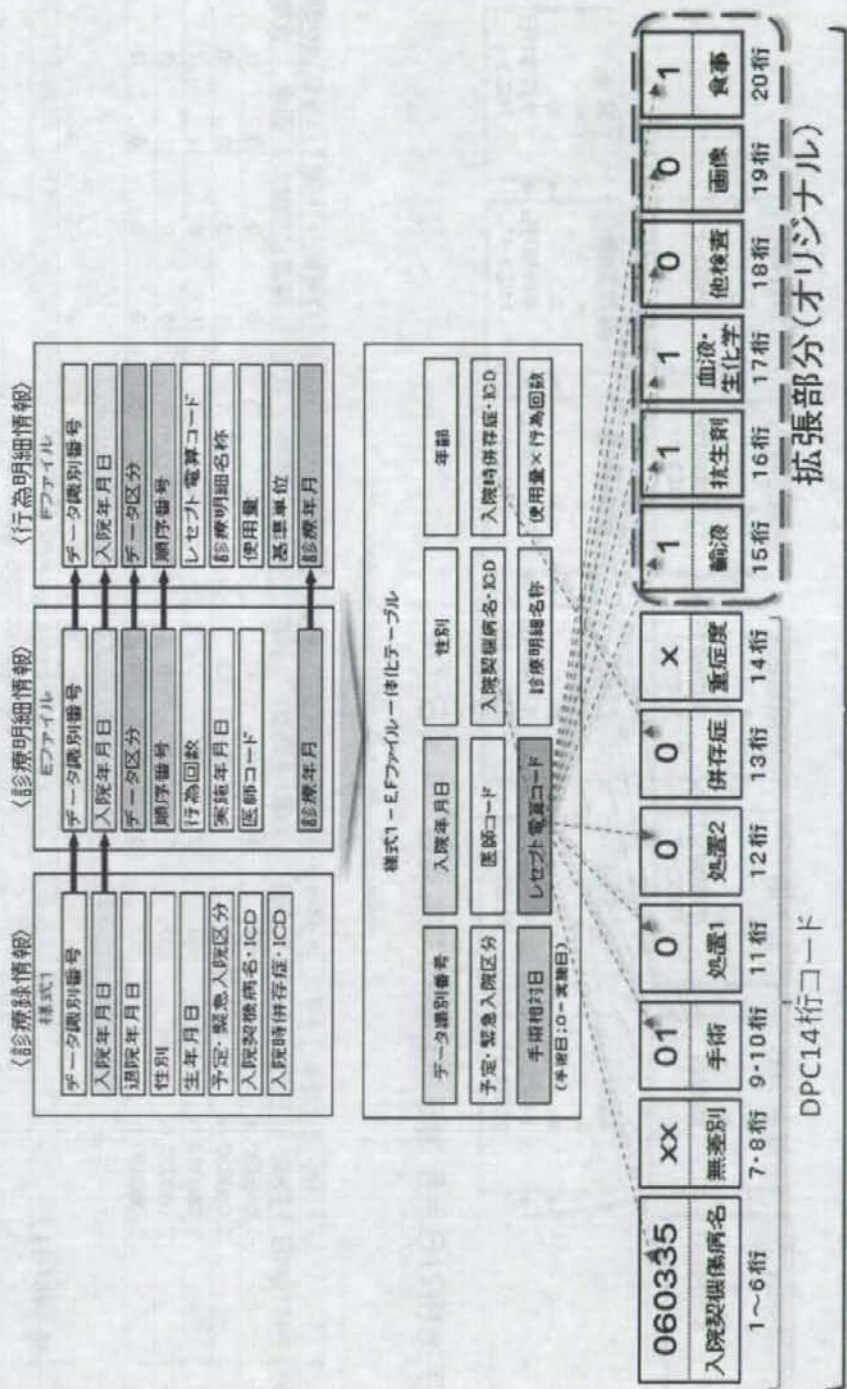 〈診療録情報〉
様式1
データ識別番号
入院年月日
退院年月日
性別
生年月日
予定・緊急入院区分
入院契機病名・ICD
入院時併存症・ICD
〈診療明細情報〉
Eファイル
データ識別番号
入院年月日
データ区分
順序番号
行為回数
実施年月日
医師コード
診療年月
〈行為明細情報〉
Fファイル
データ識別番号
入院年月日
データ区分
順序番号
レセプト電算コード
診療明細名称
使用量
基準単位
診療年月
様式1－E,Fファイル一体化テーブル
データ識別番号 入院年月日 性別 年齢
予定・緊急入院区分 医師コード 入院契機病名・ICD 入院時併存症・ICD
手術相対日 レセプト電算コード 診療明細名称 使用量×行為回数
(手術日：0－実施日)
060335 xx 01 0 0 0 x 1 1 1 0 0 1
入院契機傷病名 無差別 手術 処置1 処置2 併存症 重症度 輸液 抗生剤 血液・生化学 他検査 画像 食事
1～6桁 7・8桁 9・10桁 11桁 12桁 13桁 14桁 15桁 16桁 17桁 18桁 19桁 20桁
DPC14桁コード
拡張部分(オリジナル)